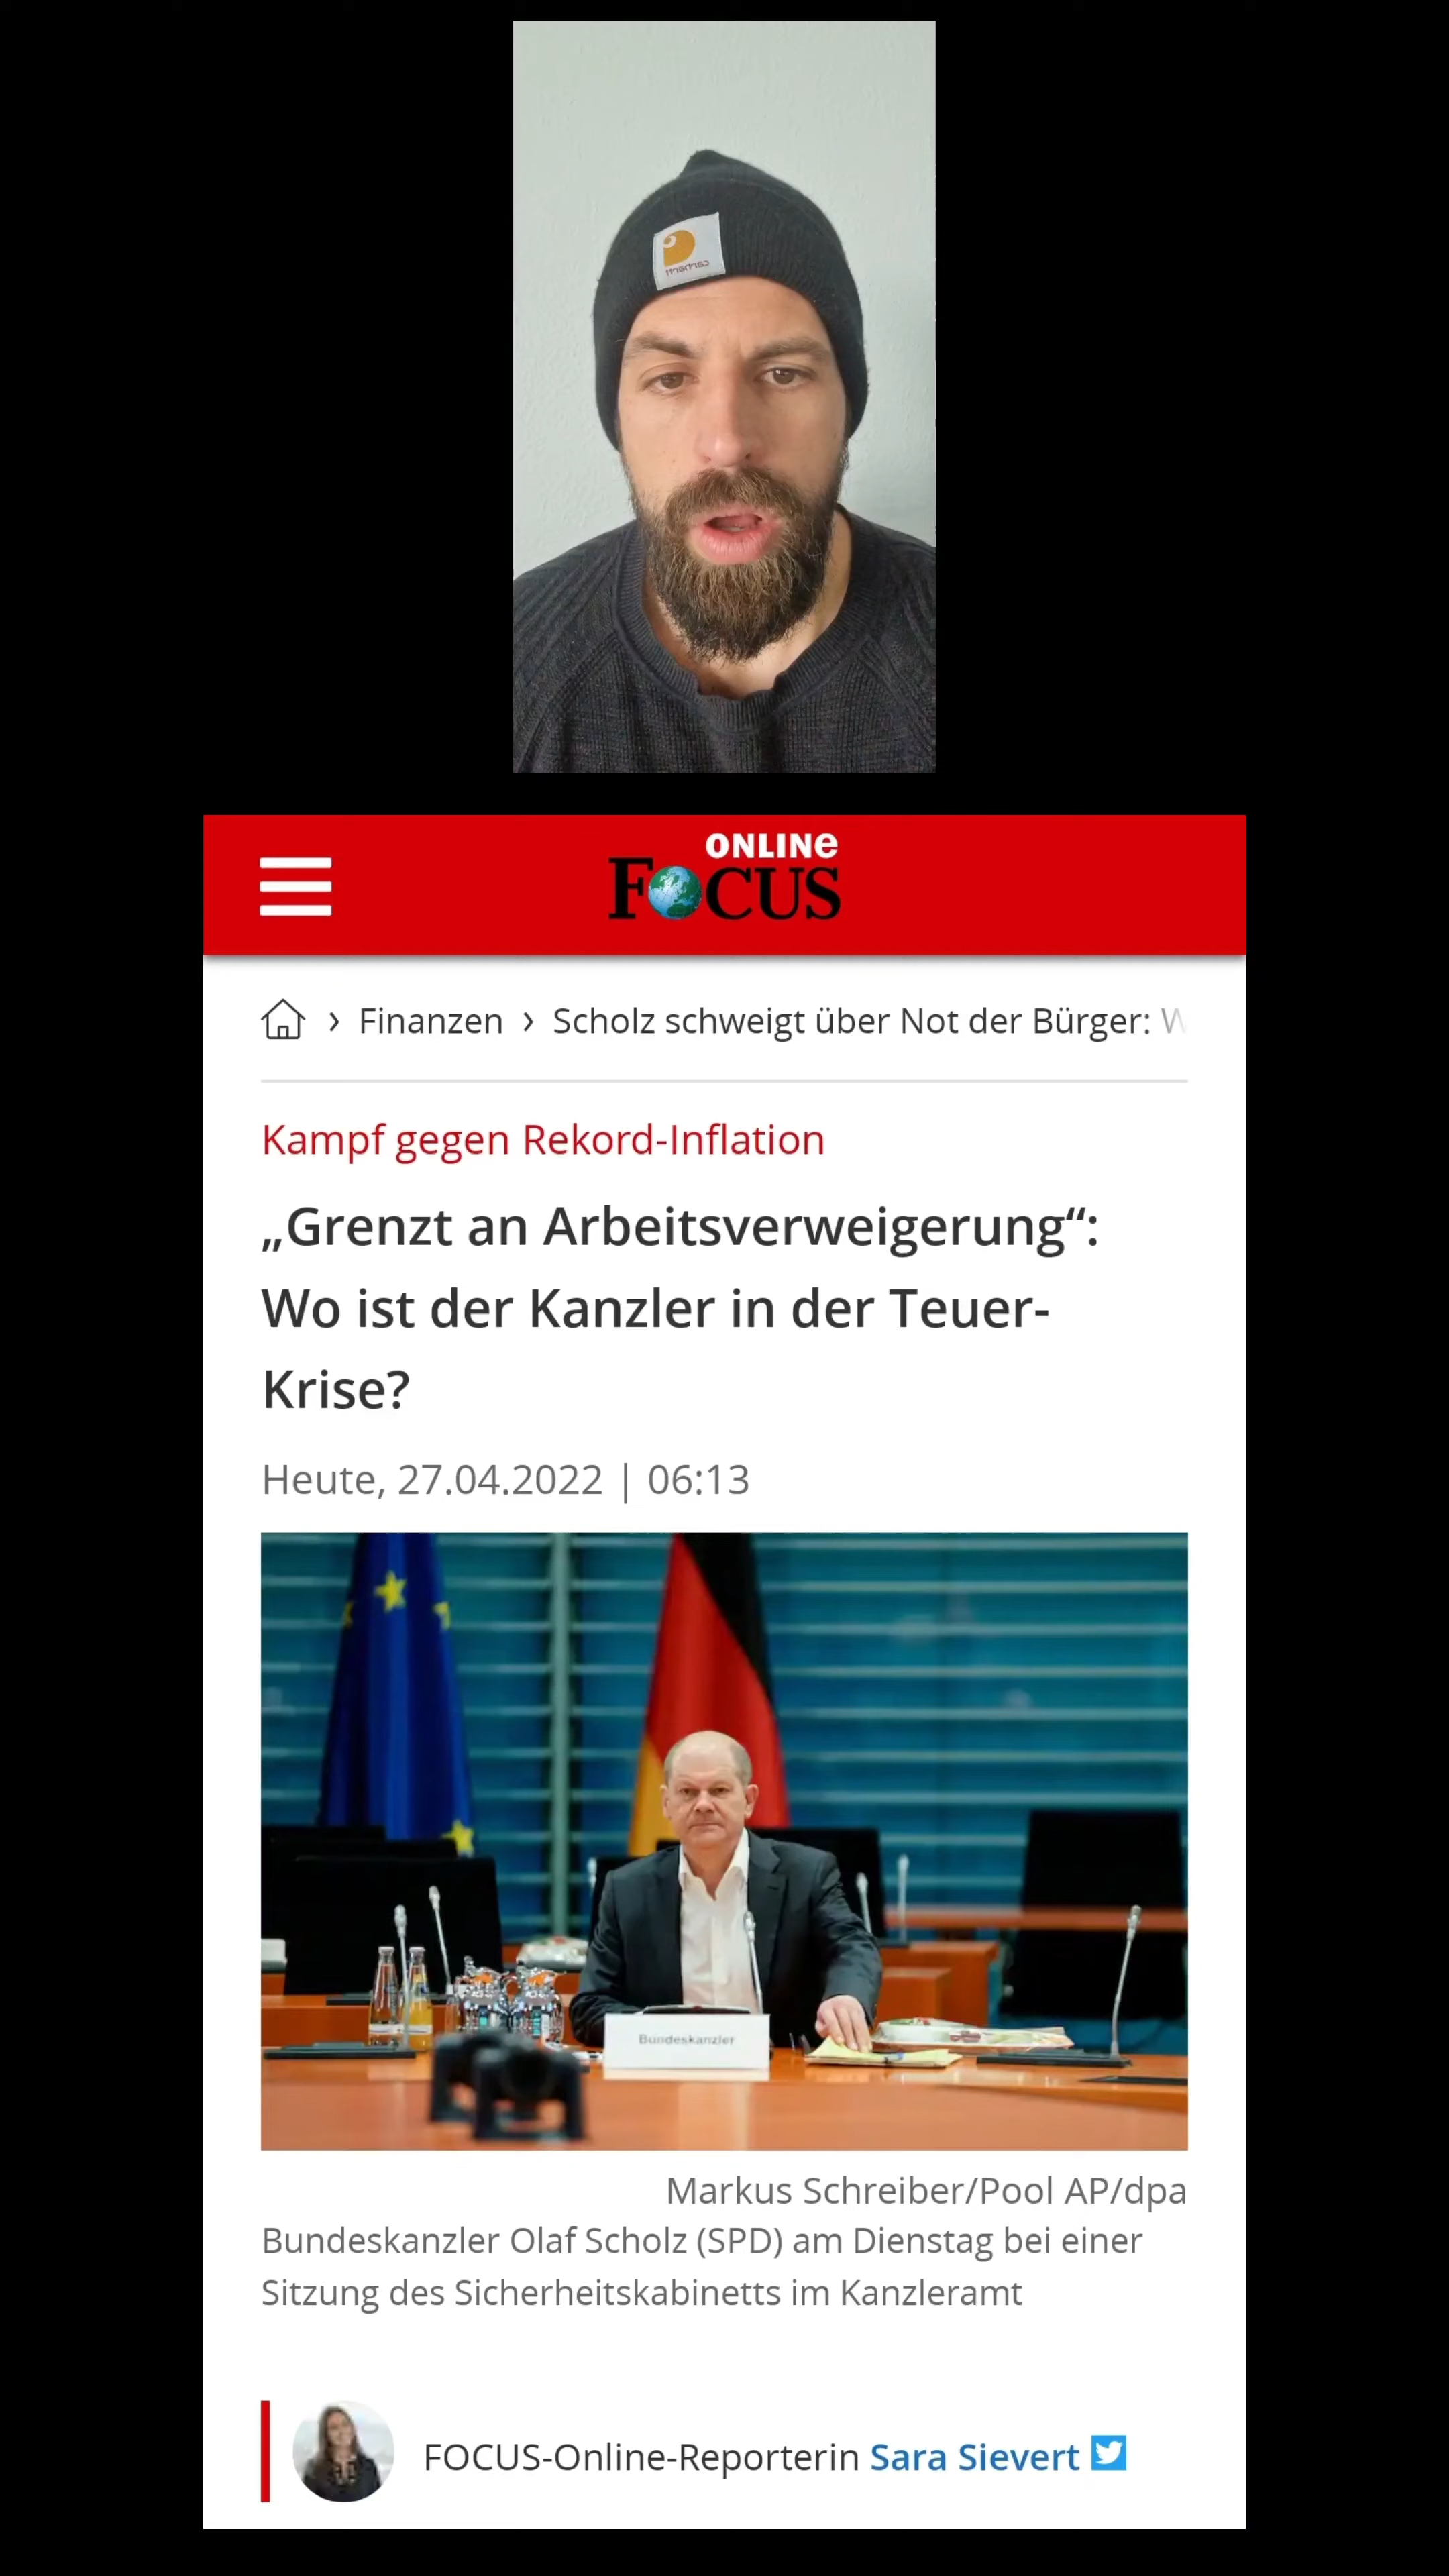 carhartt
ONLINE
FOCUS
Finanzen › Scholz schweigt über Not der Bürger:
Kampf gegen Rekord-Inflation
„Grenzt an Arbeitsverweigerung“:
Wo ist der Kanzler in der Teuer-
Krise?
Heute, 27.04.2022 | 06:13
Bundeskanzler
Markus Schreiber/Pool AP/dpa
Bundeskanzler Olaf Scholz (SPD) am Dienstag bei einer
Sitzung des Sicherheitskabinetts im Kanzleramt
FOCUS-Online-Reporterin Sara Sievert